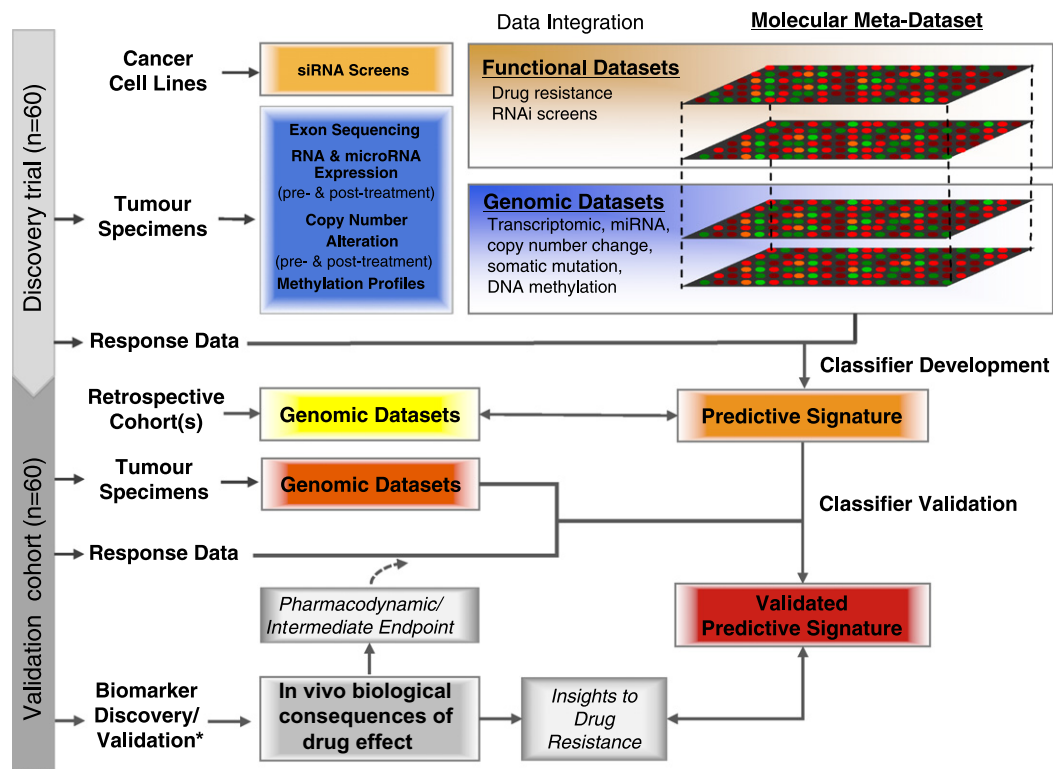 Data Integration
Molecular Meta-Dataset
Discovery trial (n=60)
Cancer
Cell Lines
siRNA Screens
Functional Datasets
Drug resistance
RNAi screens
Tumour
Specimens
Exon Sequencing
RNA & microRNA
Expression
(pre- & post-treatment)
Copy Number
Alteration
(pre- & post-treatment)
Methylation Profiles
Genomic Datasets
Transcriptomic, miRNA,
copy number change,
somatic mutation,
DNA methylation
Response Data
Classifier Development
Validation cohort (n=60)
Retrospective
Cohort(s)
Genomic Datasets
Predictive Signature
Tumour
Specimens
Genomic Datasets
Classifier Validation
Response Data
Pharmacodynamic/
Intermediate Endpoint
Validated
Predictive Signature
Biomarker
Discovery/
Validation*
In vivo biological
consequences of
drug effect
Insights to
Drug
Resistance